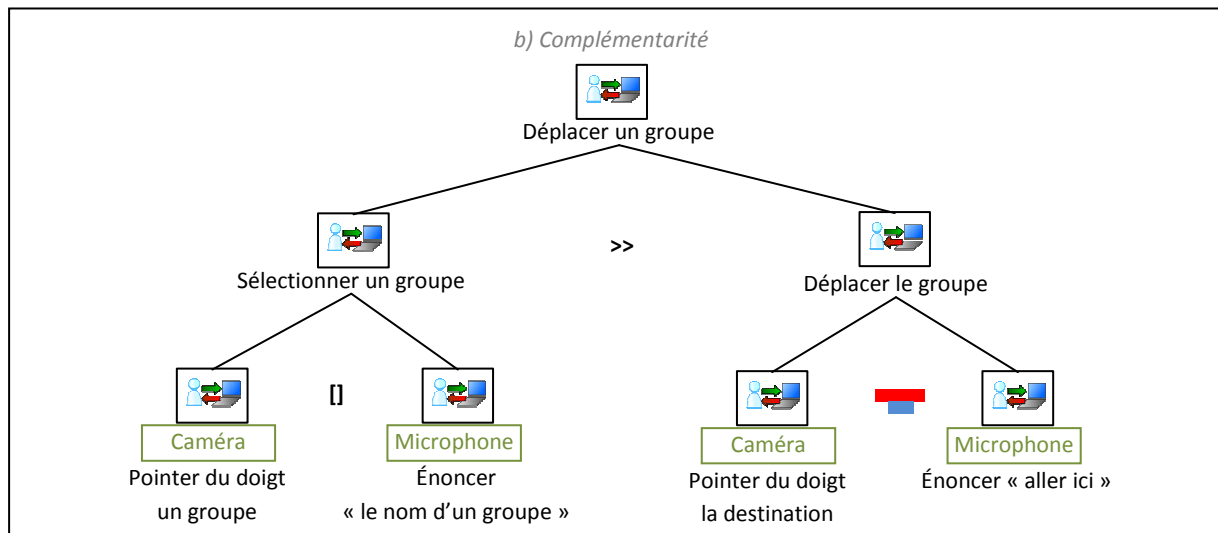 b) Complémentarité
Déplacer un groupe
Sélectionner un groupe
>>
Déplacer le groupe
[]
Caméra
Microphone
Caméra
Microphone
Pointer du doigt
un groupe
Énoncer
« le nom d’un groupe »
Pointer du doigt
la destination
Énoncer « aller ici »